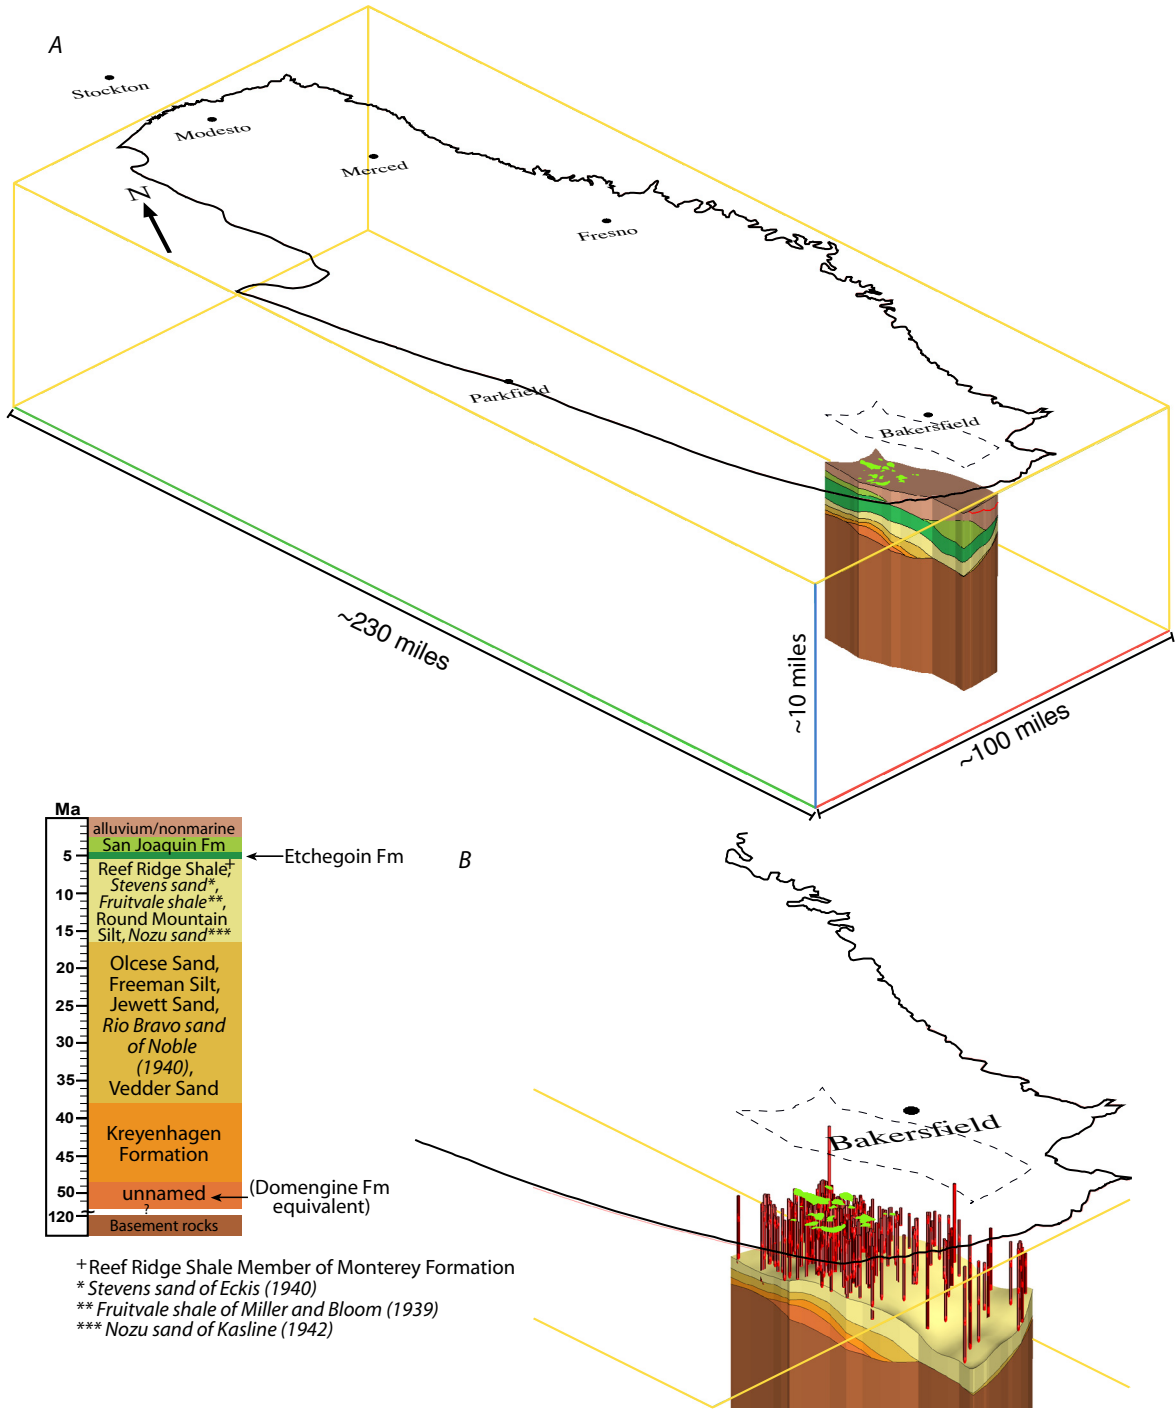 A
Stockton
Modesto
Merced
N
Fresno
Parkfield
Bakersfield
~230 miles
~10 miles
~100 miles
Ma
alluvium/nonmarine
San Joaquin Fm
5
Etchegoin Fm
Reef Ridge Shale,+
Stevens sand*,
10
Fruitvale shale**,
Round Mountain
15
Silt, Nozu sand***
20
Olcese Sand,
Freeman Silt,
25
Jewett Sand,
Rio Bravo sand
30
of Noble
(1940),
35
Vedder Sand
40
Kreyenhagen
Formation
45
50
unnamed
(Domengine Fm
equivalent)
?
120
Basement rocks
+Reef Ridge Shale Member of Monterey Formation
* Stevens sand of Eckis (1940)
** Fruitvale shale of Miller and Bloom (1939)
*** Nozu sand of Kasline (1942)
B
Bakersfield